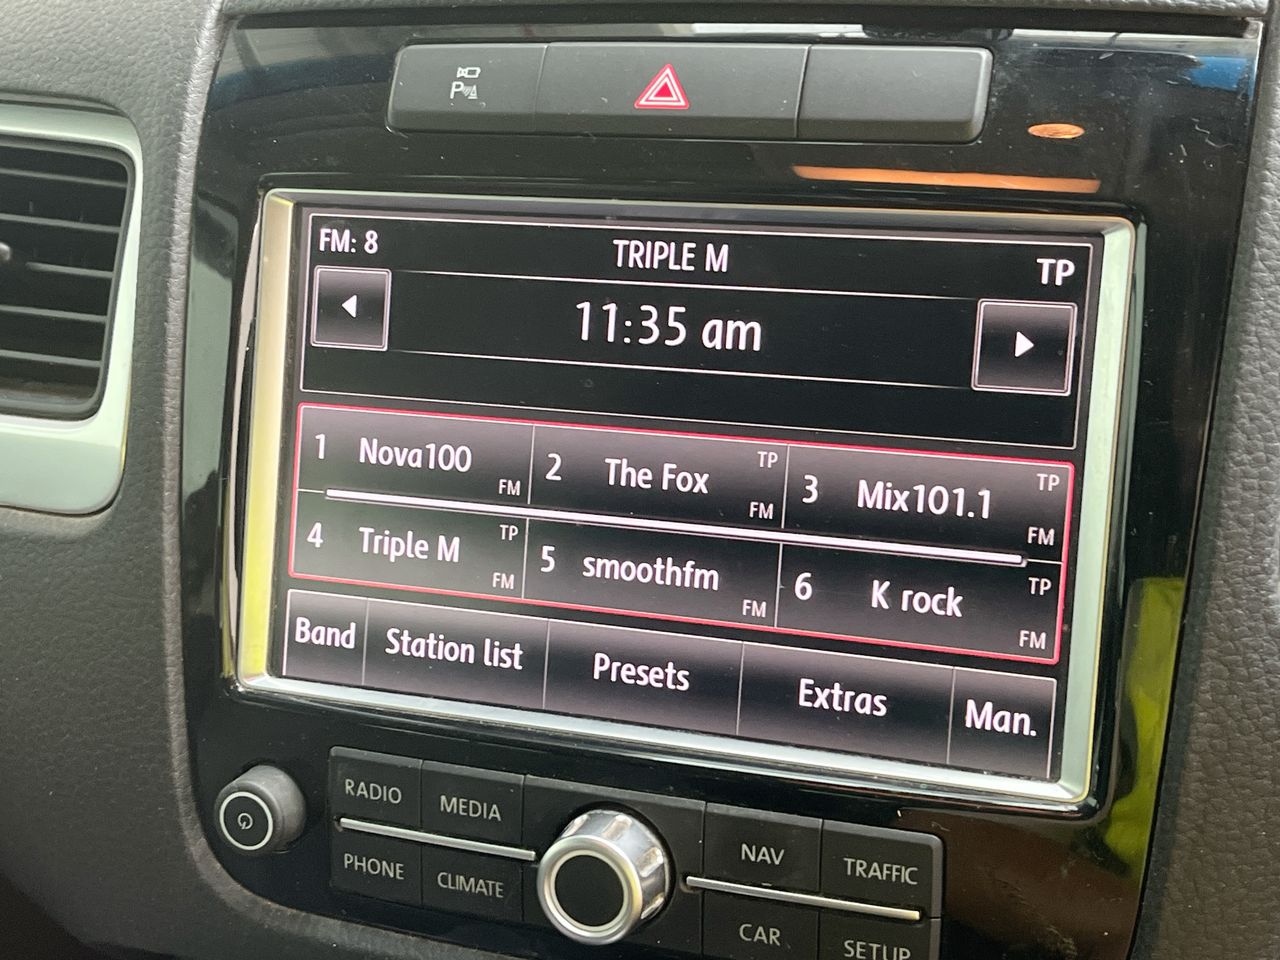 P
FM: 8 TRIPLE M TP
11:35 am
1 Nova100 FM
2 The Fox TP FM
3 Mix101.1 TP FM
4 Triple M TP FM
5 smoothfm FM
6 K rock TP FM
Band Station list Presets Extras Man.
RADIO MEDIA NAV TRAFFIC
PHONE CLIMATE CAR SETUP